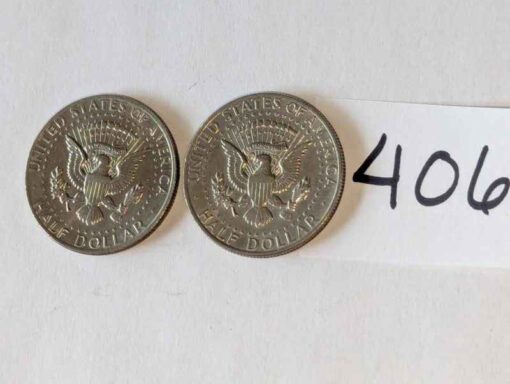 UNITED STATES OF AMERICA
HALF DOLLAR
UNITED STATES OF AMERICA
HALF DOLLAR
406